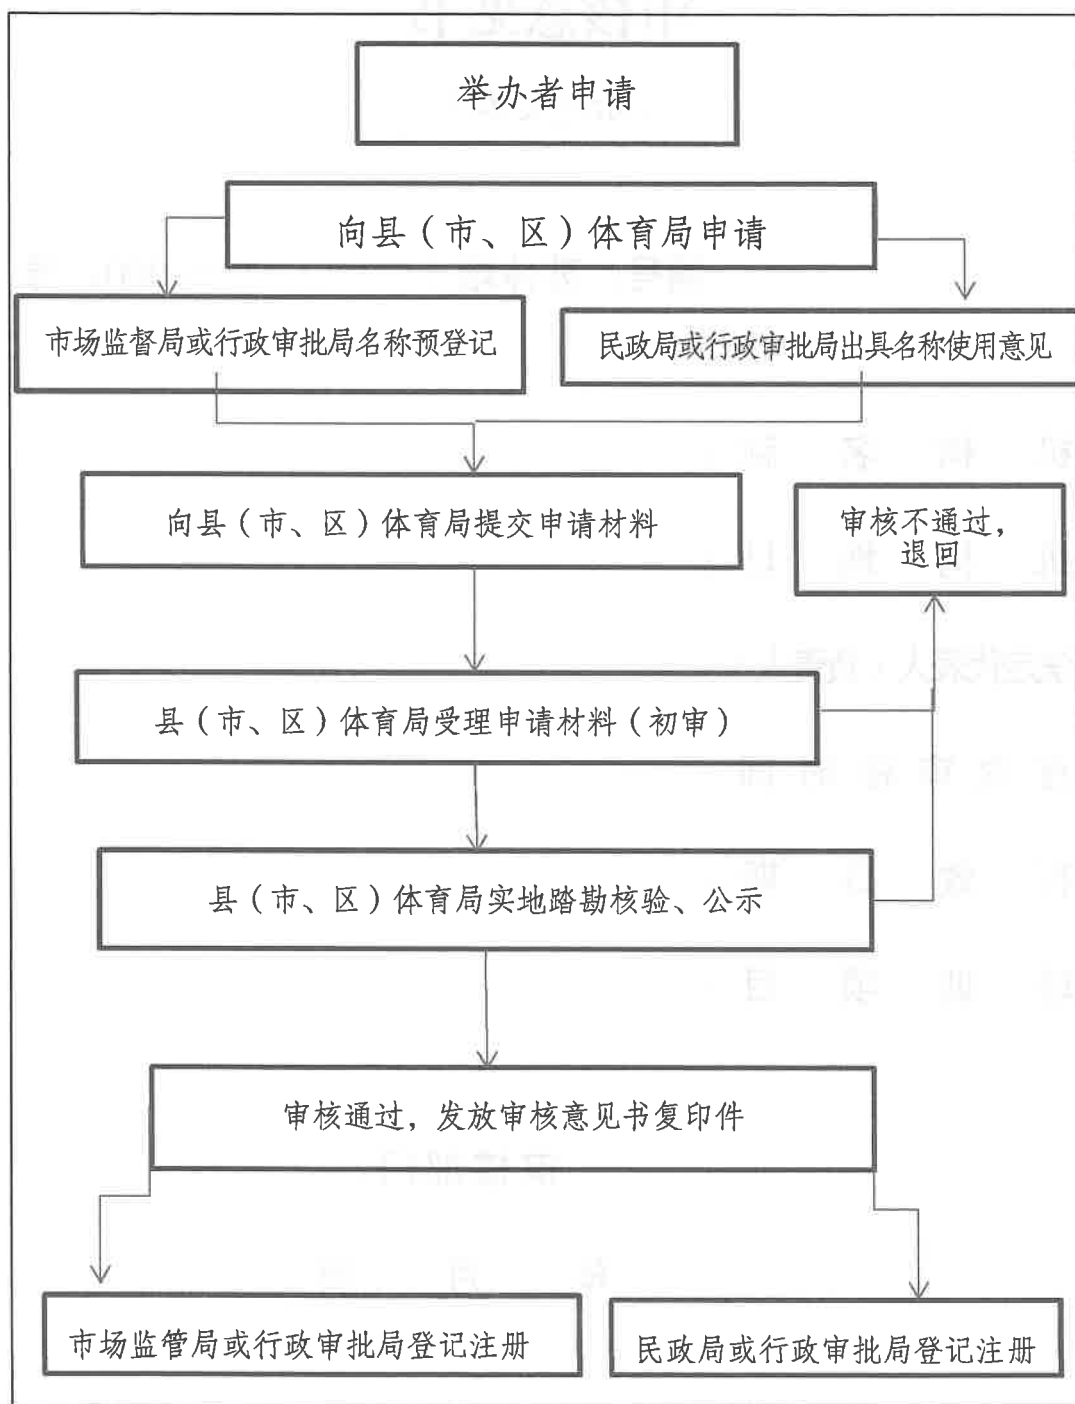 举办者申请
向县（市、区）体育局申请
市场监督局或行政审批局名称预登记
民政局或行政审批局出具名称使用意见
向县（市、区）体育局提交申请材料
审核不通过，
退回
县（市、区）体育局受理申请材料（初审）
县（市、区）体育局实地踏勘核验、公示
审核通过，发放审核意见书复印件
市场监管局或行政审批局登记注册
民政局或行政审批局登记注册